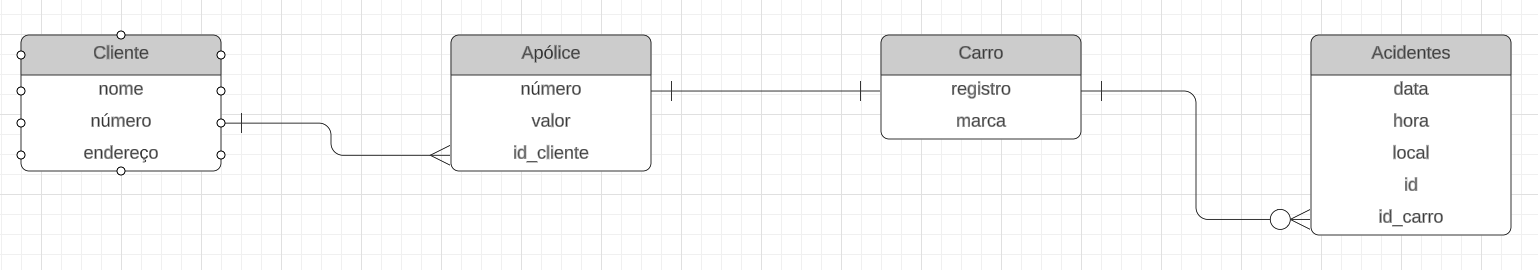 Cliente
nome
número
endereço
Apólice
número
valor
id_cliente
Carro
registro
marca
Acidentes
data
hora
local
id
id_carro